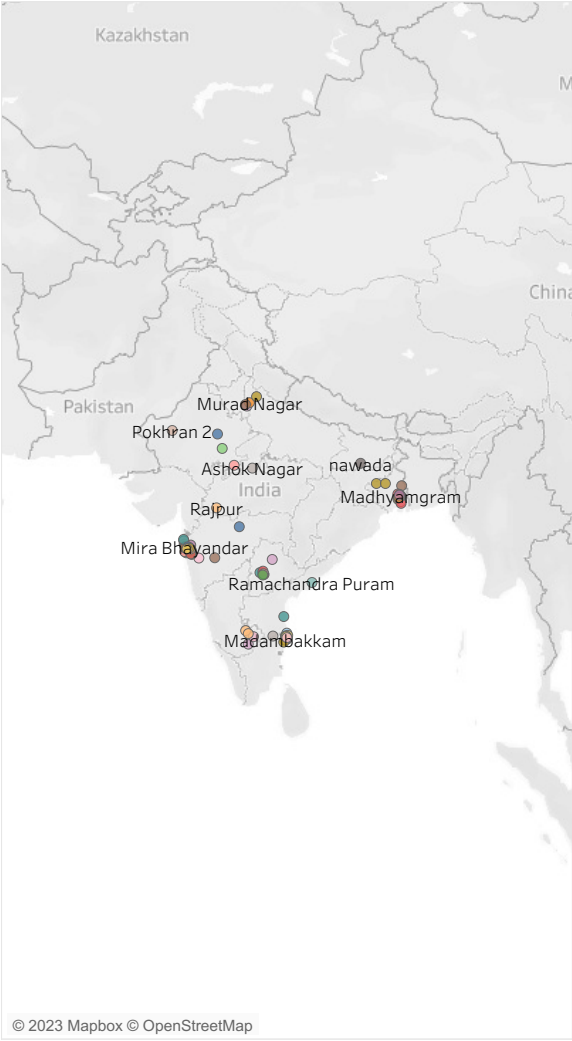 Kazakhstan
M
China
Pakistan
Murad Nagar
Pokhran 2
Ashok Nagar
nawada
India
Madhyamgram
Rajpur
Mira Bhayandar
Ramachandra Puram
Madambakkam
© 2023 Mapbox © OpenStreetMap